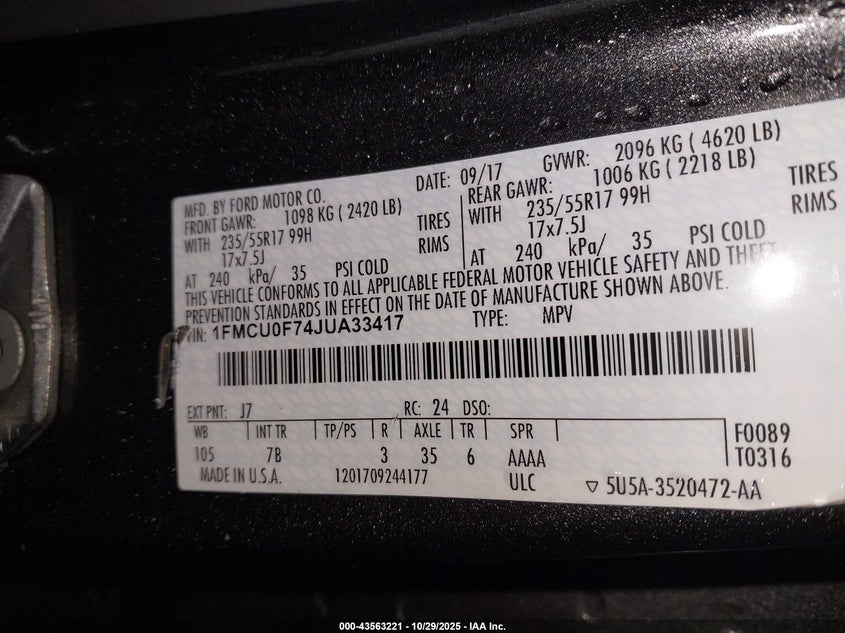 MFD. BY FORD MOTOR CO. DATE: 09/17 GVWR: 2096 KG ( 4620 LB)
FRONT GAWR: 1098 KG ( 2420 LB) REAR GAWR: 1006 KG ( 2218 LB)
WITH 235/55R17 99H TIRES WITH 235/55R17 99H TIRES
17x7.5J RIMS 17x7.5J RIMS
AT 240 kPa/ 35 PSI COLD AT 240 kPa/ 35 PSI COLD
THIS VEHICLE CONFORMS TO ALL APPLICABLE FEDERAL MOTOR VEHICLE SAFETY AND THEFT
PREVENTION STANDARDS IN EFFECT ON THE DATE OF MANUFACTURE SHOWN ABOVE.
VIN: 1FMCU0F74JUA33417 TYPE: MPV
EXT PNT: J7 RC: 24 DSO:
WB INT TR TP/PS R AXLE TR SPR F0089
105 7B 3 35 6 AAAA T0316
MADE IN U.S.A. 1201709244177 ULC 5U5A-3520472-AA
000-43563221 - 10/29/2025 - IAA Inc.